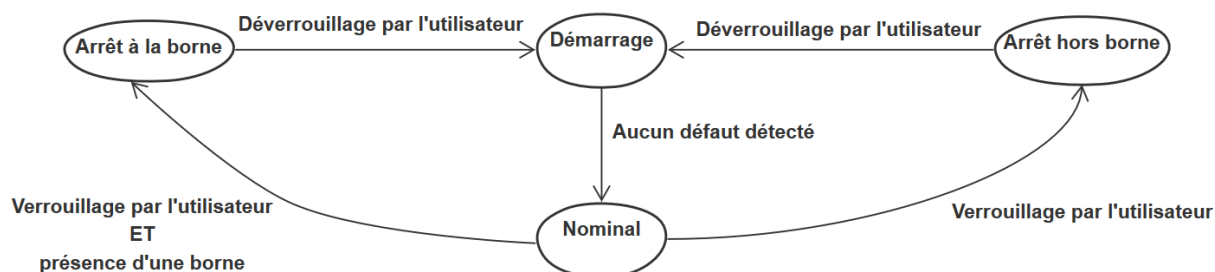 Déverrouillage par l'utilisateur
Déverrouillage par l'utilisateur
Arrêt à la borne
Démarrage
Arrêt hors borne
Aucun défaut détecté
Verrouillage par l'utilisateur
ET
présence d'une borne
Nominal
Verrouillage par l'utilisateur